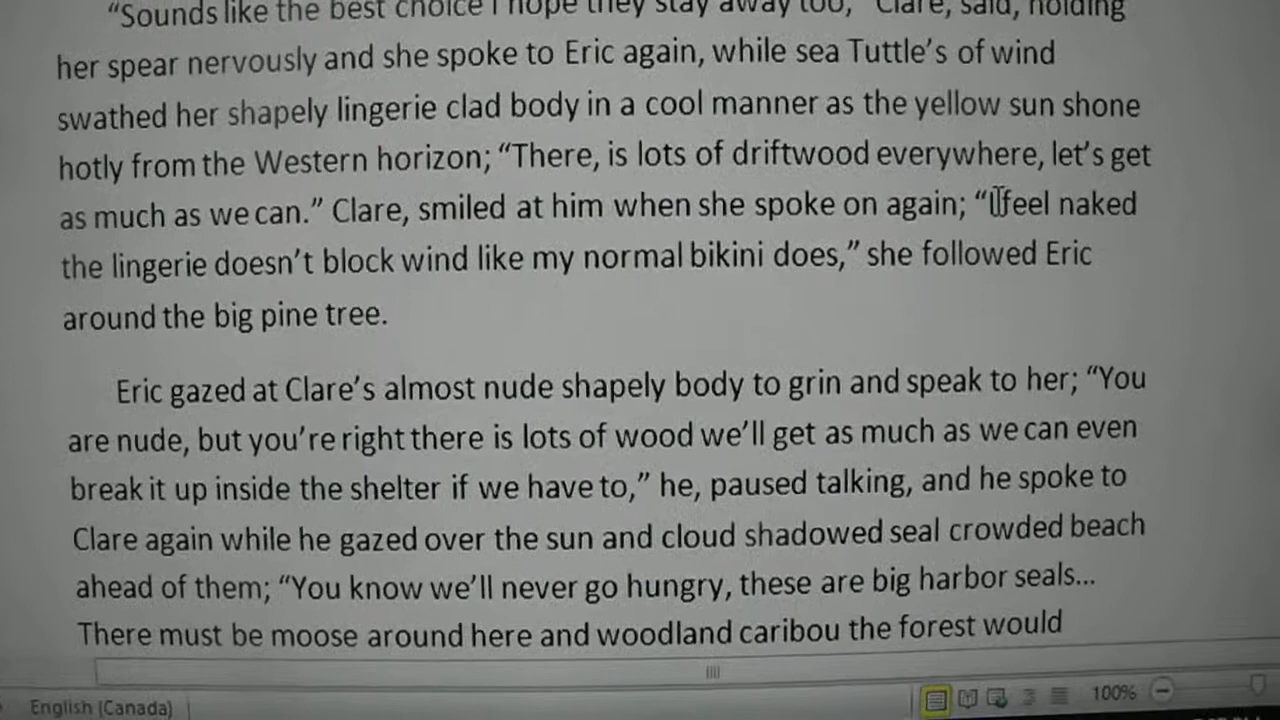 “Sounds like the best choice I hope they stay away too,” Clare, said, holding
her spear nervously and she spoke to Eric again, while sea Tuttle’s of wind
swathed her shapely lingerie clad body in a cool manner as the yellow sun shone
hotly from the Western horizon; “There, is lots of driftwood everywhere, let’s get
as much as we can.” Clare, smiled at him when she spoke on again; “I feel naked
the lingerie doesn’t block wind like my normal bikini does,” she followed Eric
around the big pine tree.
Eric gazed at Clare’s almost nude shapely body to grin and speak to her; “You
are nude, but you’re right there is lots of wood we’ll get as much as we can even
break it up inside the shelter if we have to,” he, paused talking, and he spoke to
Clare again while he gazed over the sun and cloud shadowed seal crowded beach
ahead of them; “You know we’ll never go hungry, these are big harbor seals...
There must be moose around here and woodland caribou the forest would
English (Canada)
100%